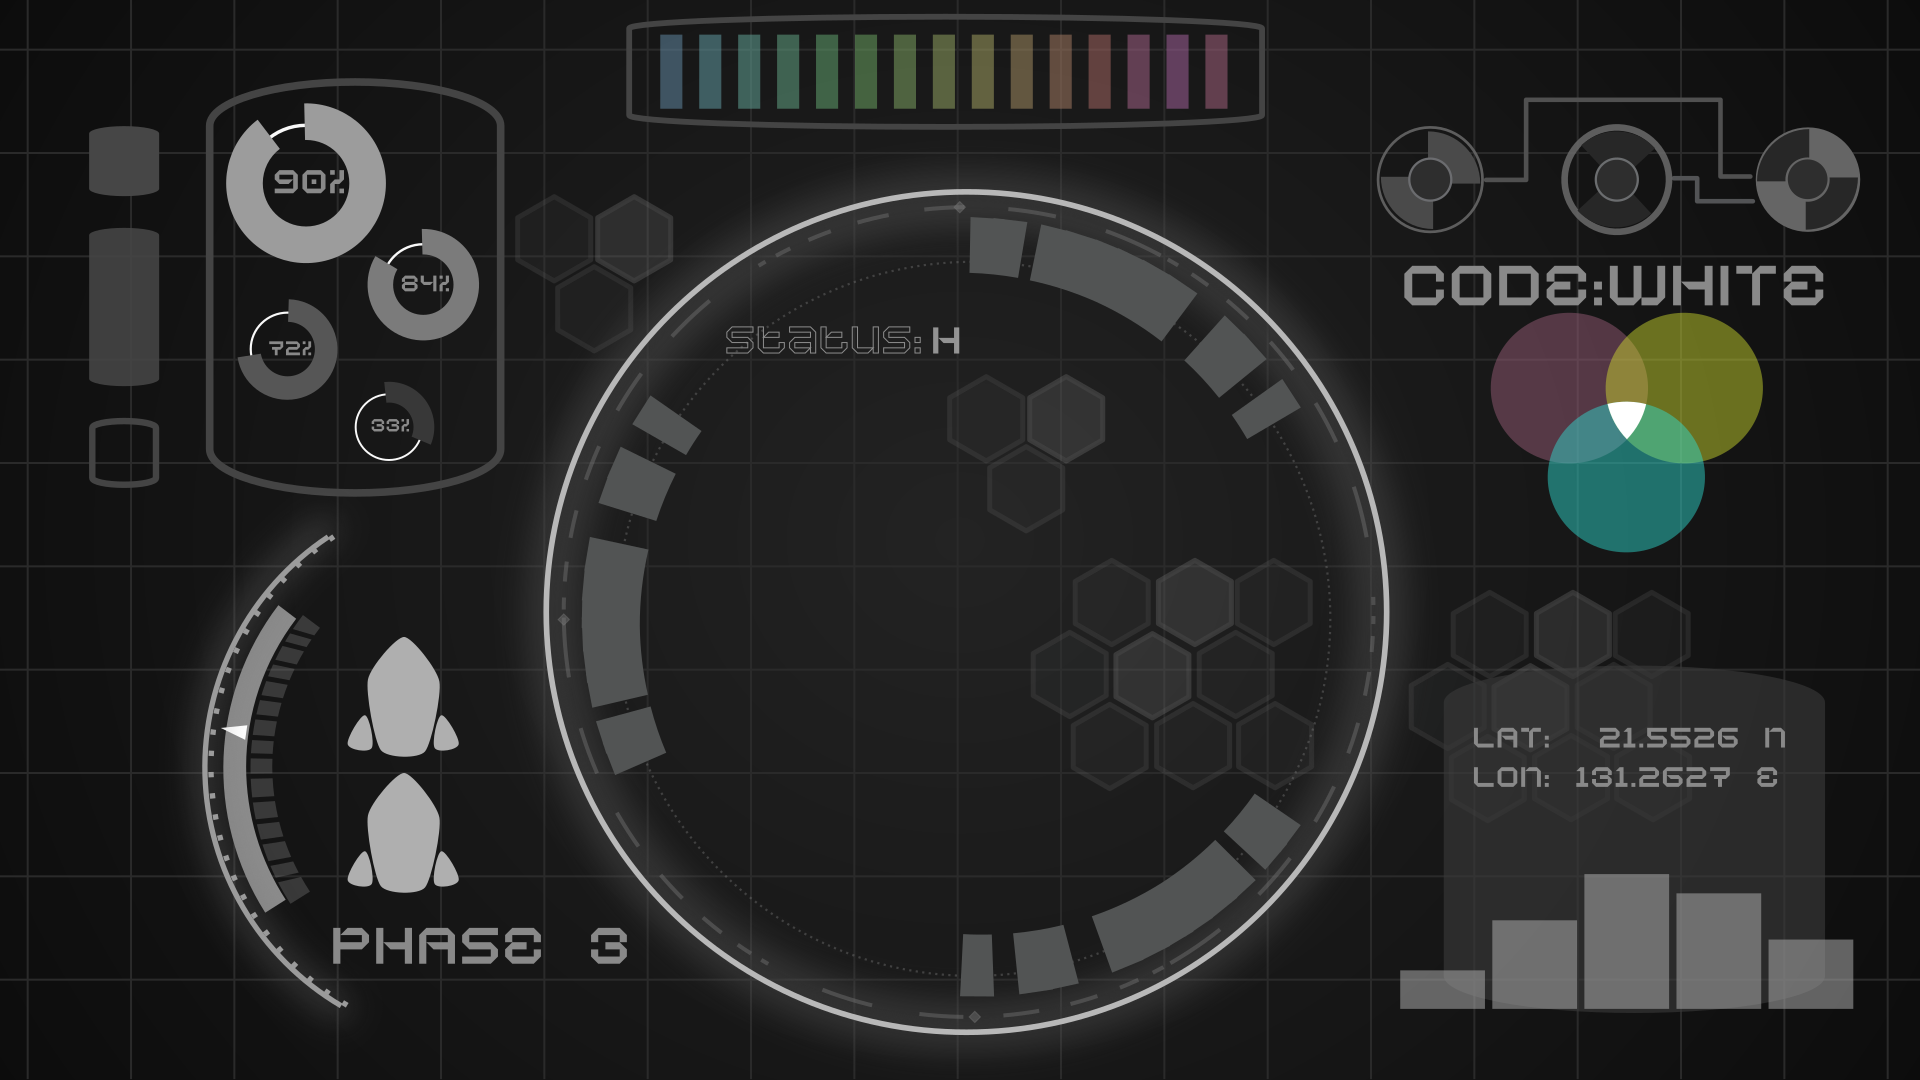 90%
84%
72%
33%
status: H
CODE:WHITE
LAT: 21.5526 N
LON: 131.2627 E
PHASE 3